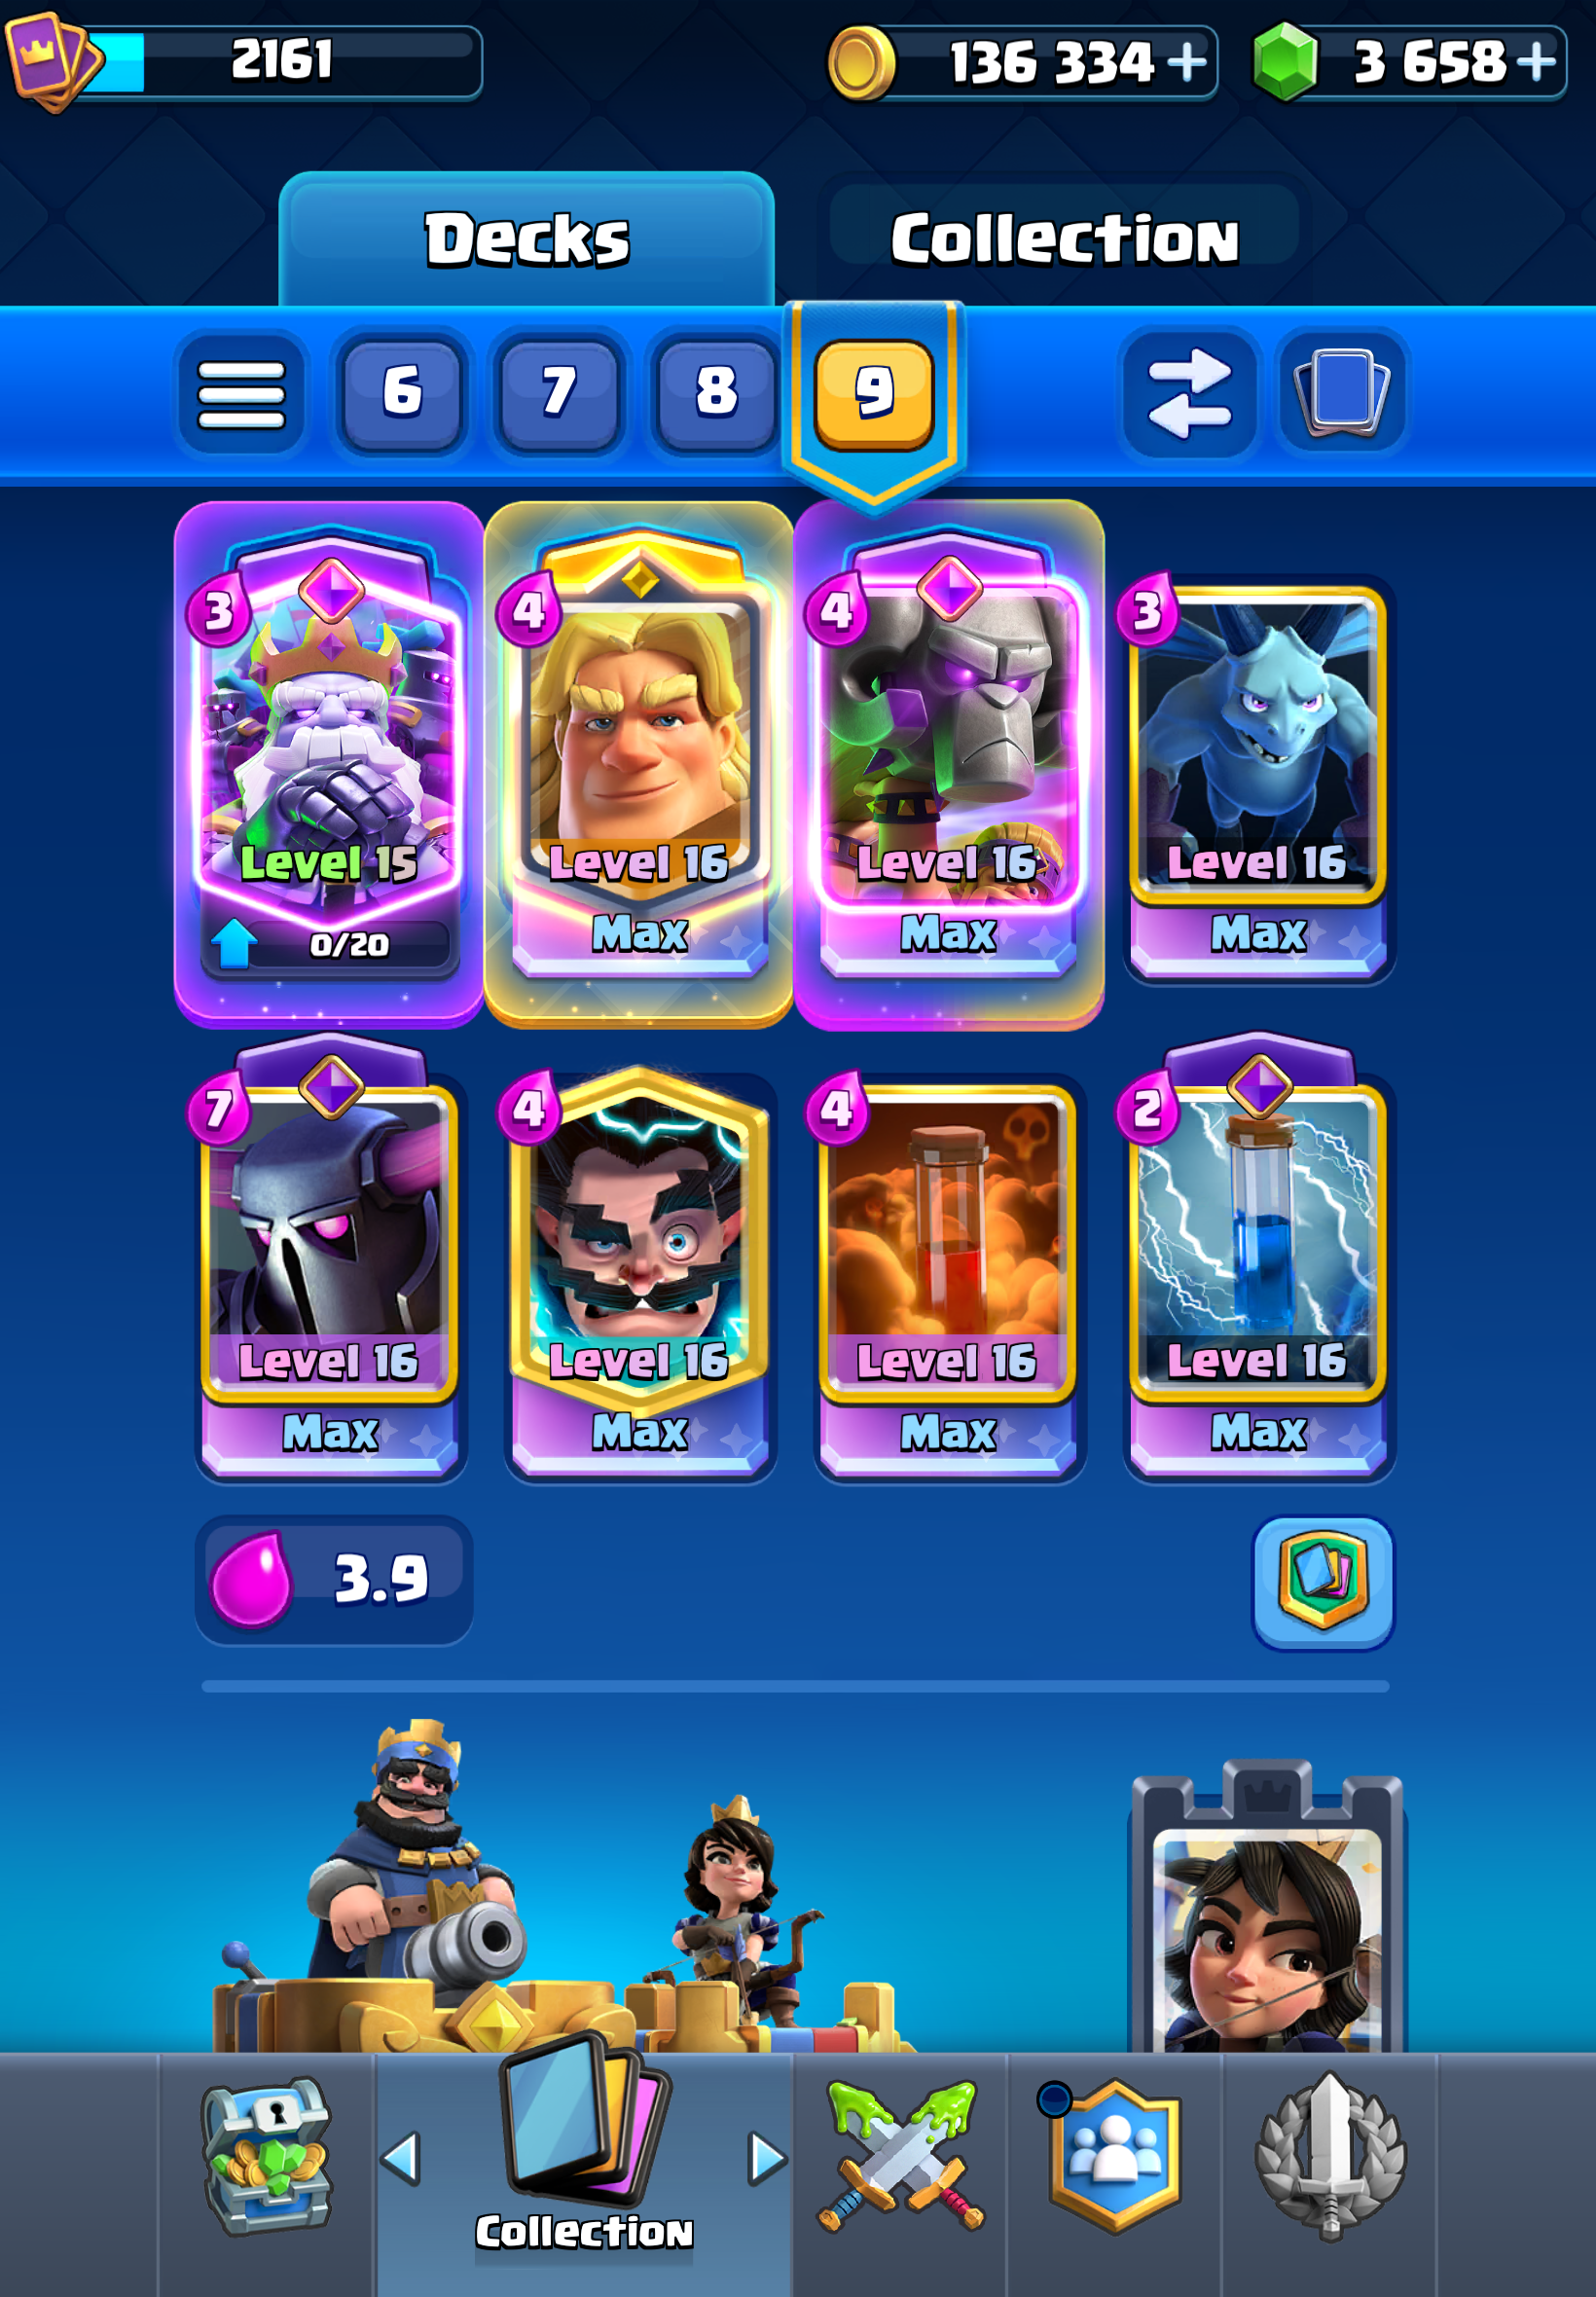 2161
136 334
3 658
Decks
Collection
6
7
8
9
3
4
4
3
Level 15
Level 16
Level 16
Level 16
0/20
Max
Max
Max
7
4
4
2
Level 16
Level 16
Level 16
Level 16
Max
Max
Max
Max
3.9
Collection